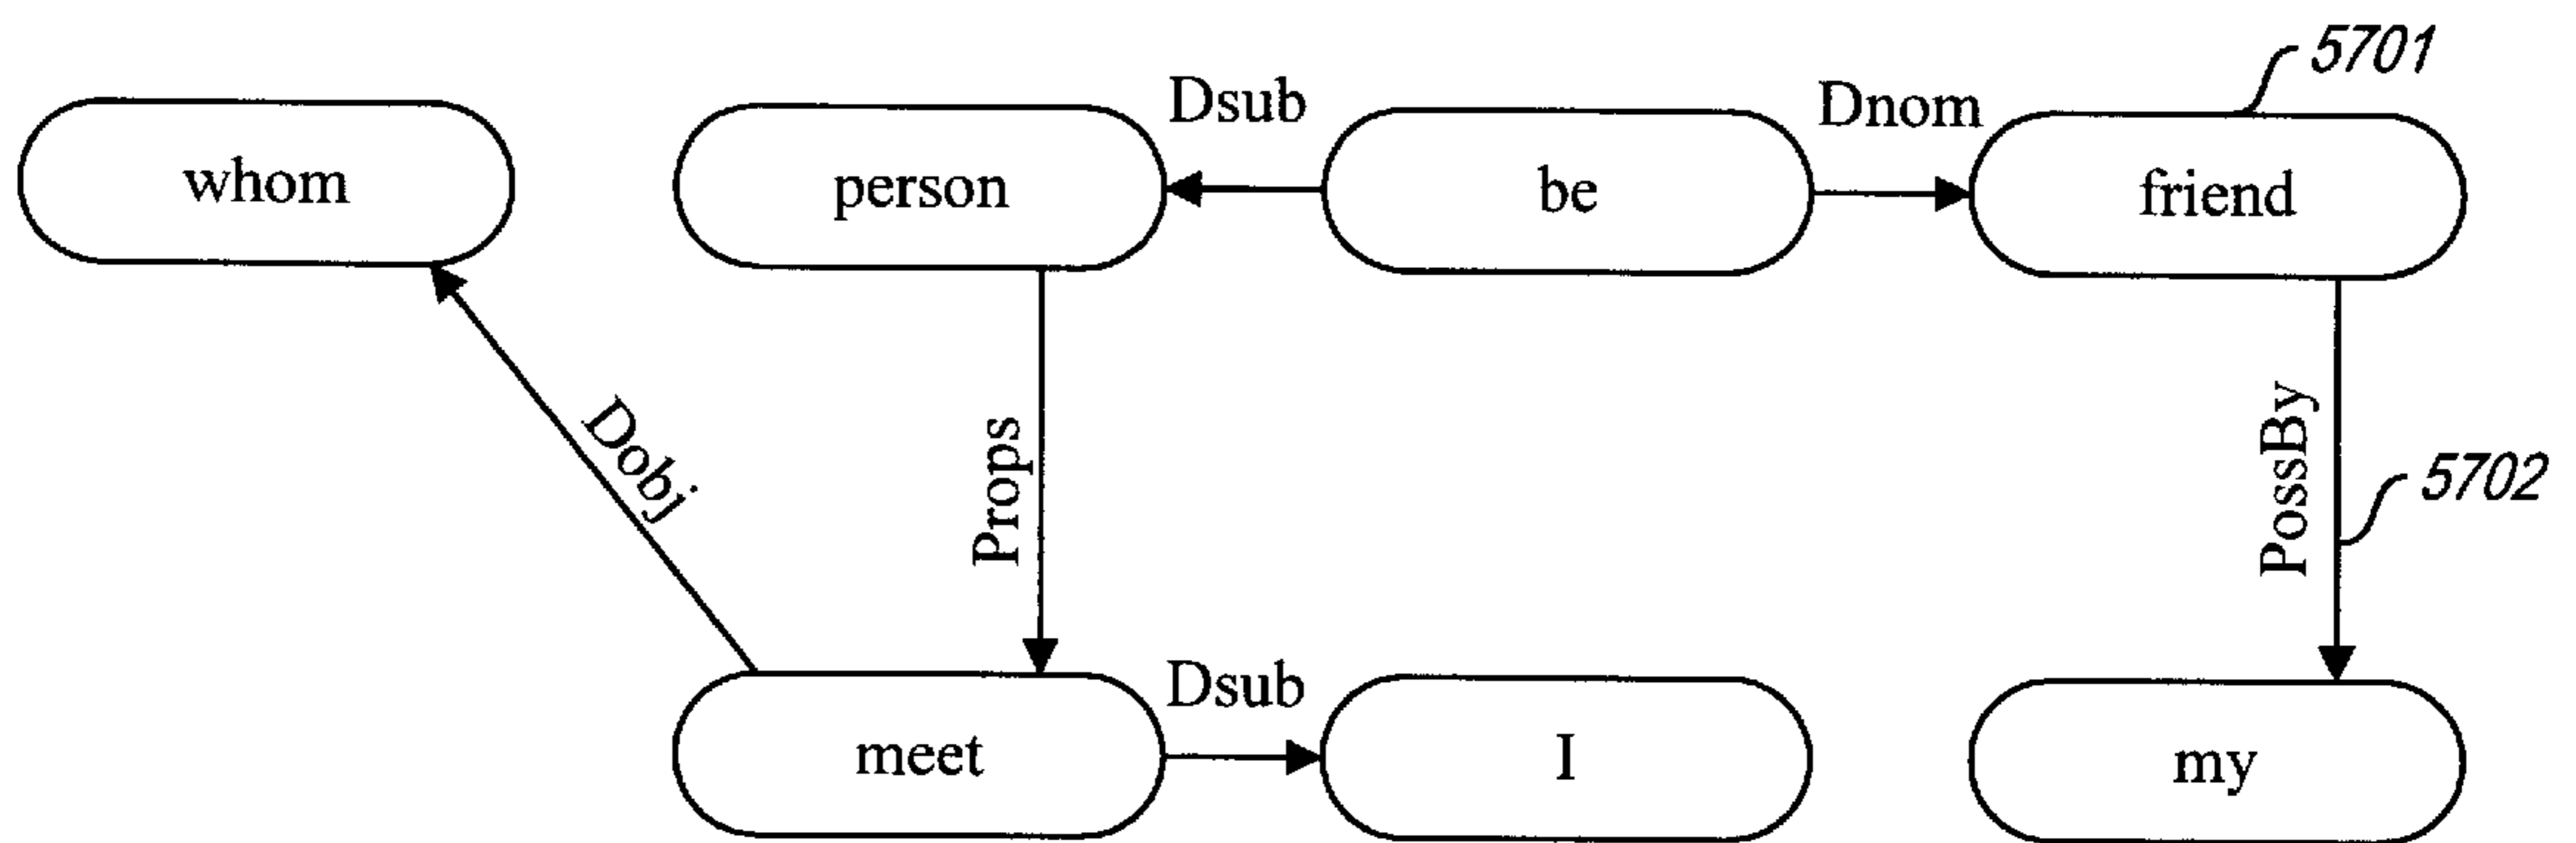 5701
Dsub
Dnom
whom
person
be
friend
Dobj
Props
PossBy
5702
Dsub
meet
I
my